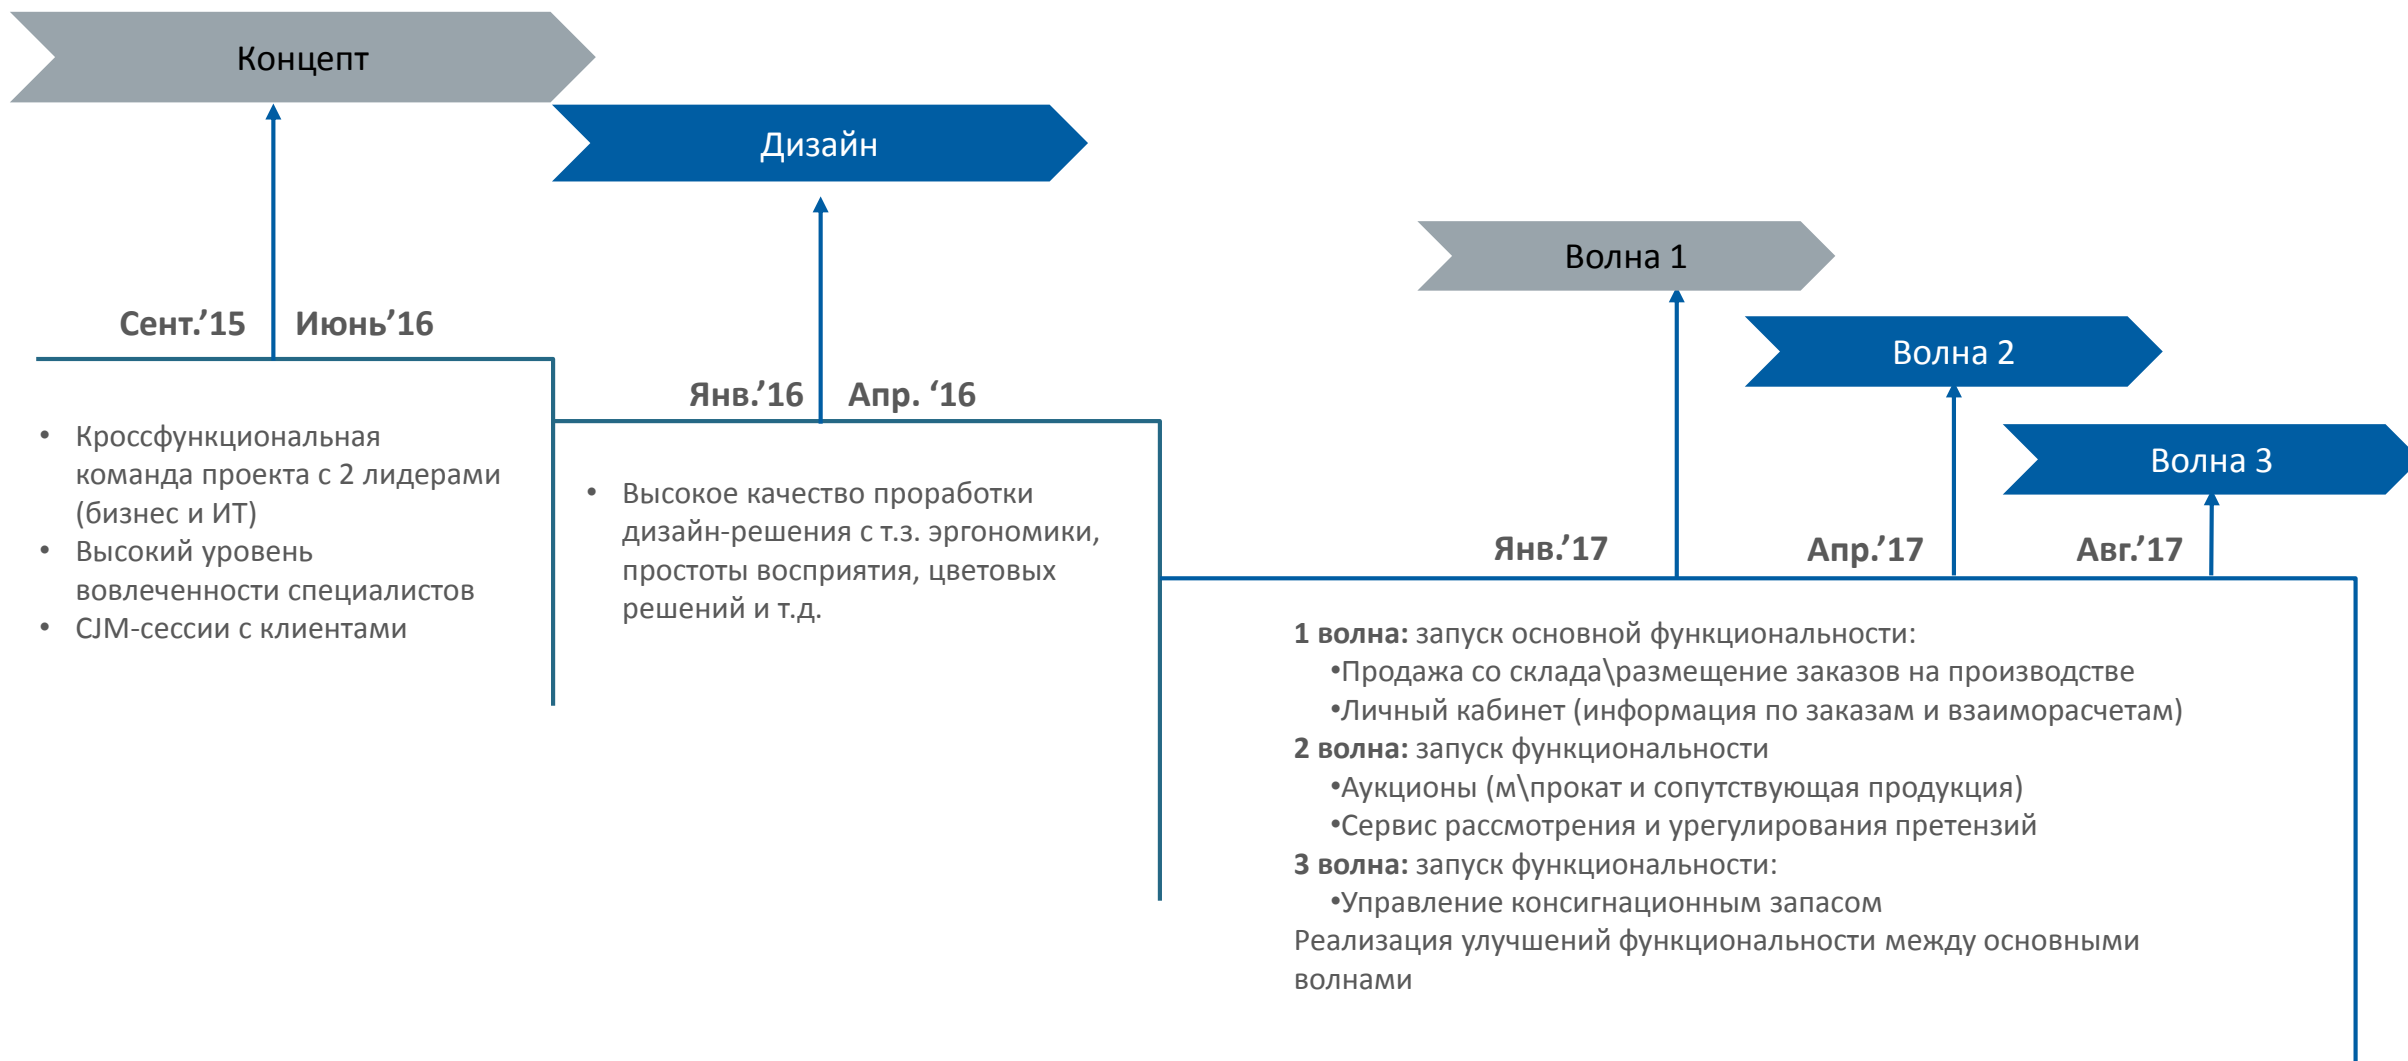 Концепт
Дизайн
Волна 1
Волна 2
Волна 3
Сент.’15
Июнь’16
Янв.’16
Апр. ‘16
Янв.’17
Апр.’17
Авг.’17
• Кроссфункциональная
команда проекта с 2 лидерами
(бизнес и ИТ)
• Высокий уровень
вовлеченности специалистов
• CJM-сессии с клиентами
• Высокое качество проработки
дизайн-решения с т.з. эргономики,
простоты восприятия, цветовых
решений и т.д.
1 волна: запуск основной функциональности:
•Продажа со склада\размещение заказов на производстве
•Личный кабинет (информация по заказам и взаиморасчетам)
2 волна: запуск функциональности
•Аукционы (м\прокат и сопутствующая продукция)
•Сервис рассмотрения и урегулирования претензий
3 волна: запуск функциональности:
•Управление консигнационным запасом
Реализация улучшений функциональности между основными
волнами